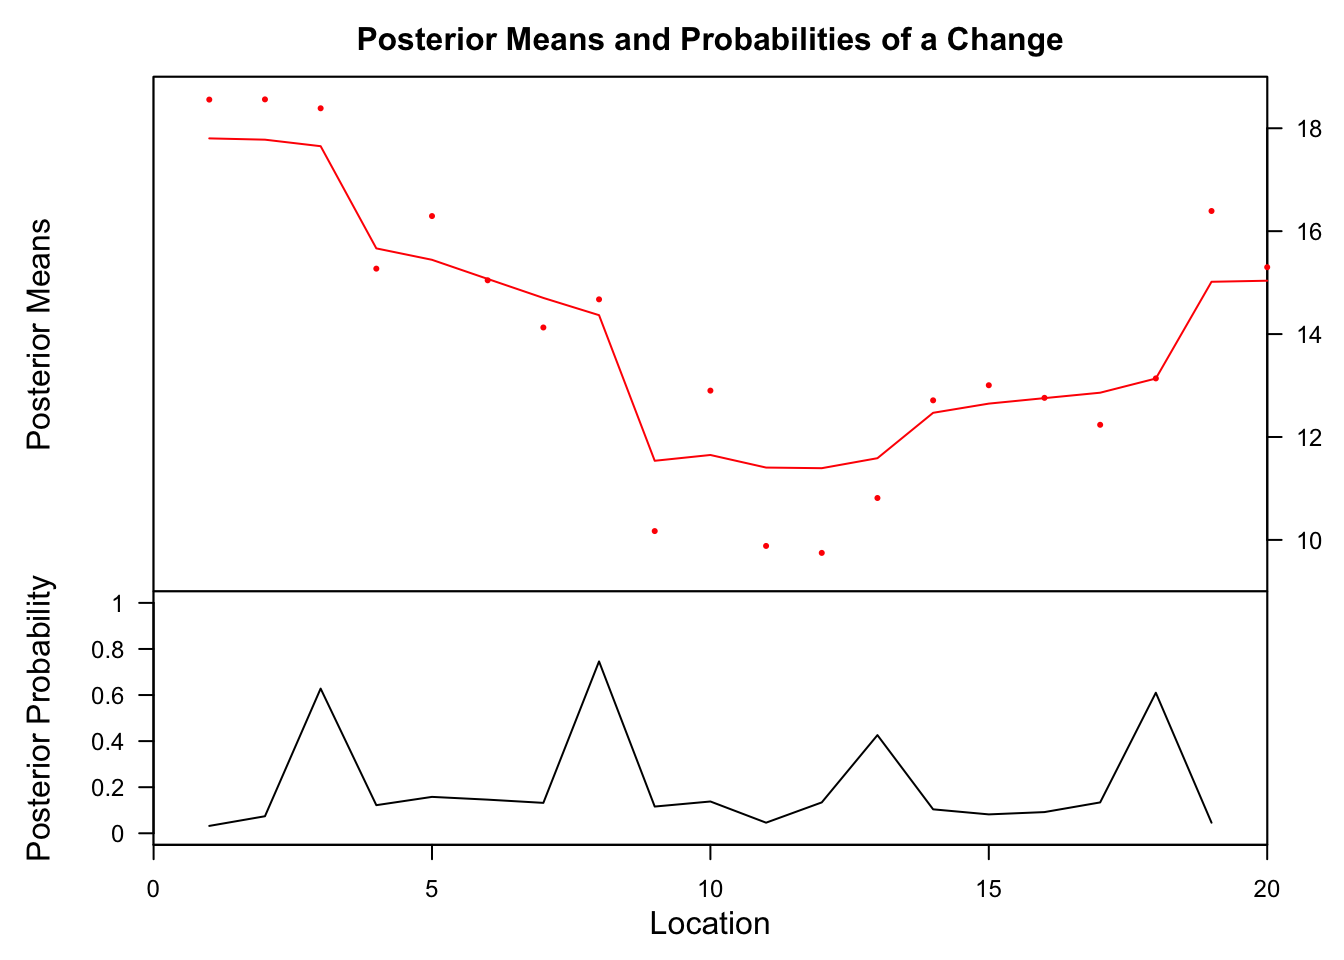 Posterior Means and Probabilities of a Change
Posterior Means
18
16
14
12
10
Posterior Probability
1
0.8
0.6
0.4
0.2
0
0 5 10 15 20
Location